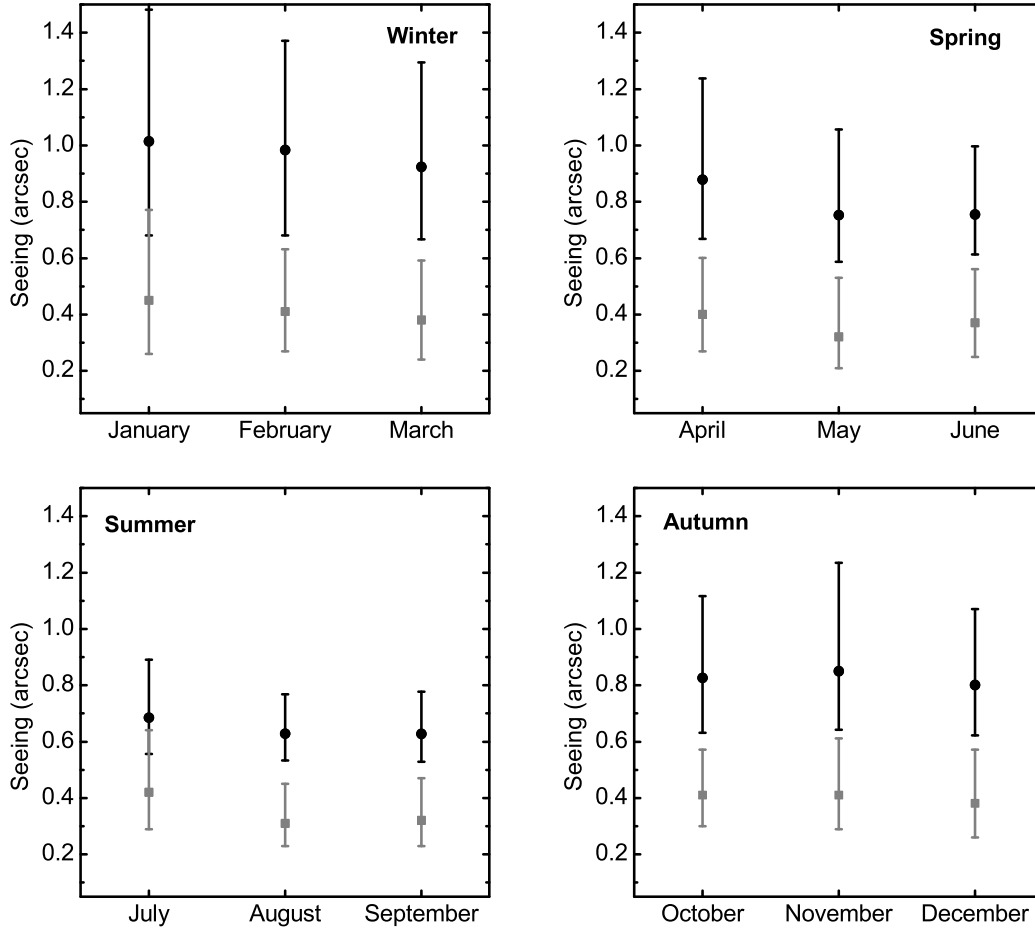 Winter
Seeing (arcsec)
1.4
1.2
1.0
0.8
0.6
0.4
0.2
January February March
Spring
Seeing (arcsec)
1.4
1.2
1.0
0.8
0.6
0.4
0.2
April May June
Summer
Seeing (arcsec)
1.4
1.2
1.0
0.8
0.6
0.4
0.2
July August September
Autumn
Seeing (arcsec)
1.4
1.2
1.0
0.8
0.6
0.4
0.2
October November December